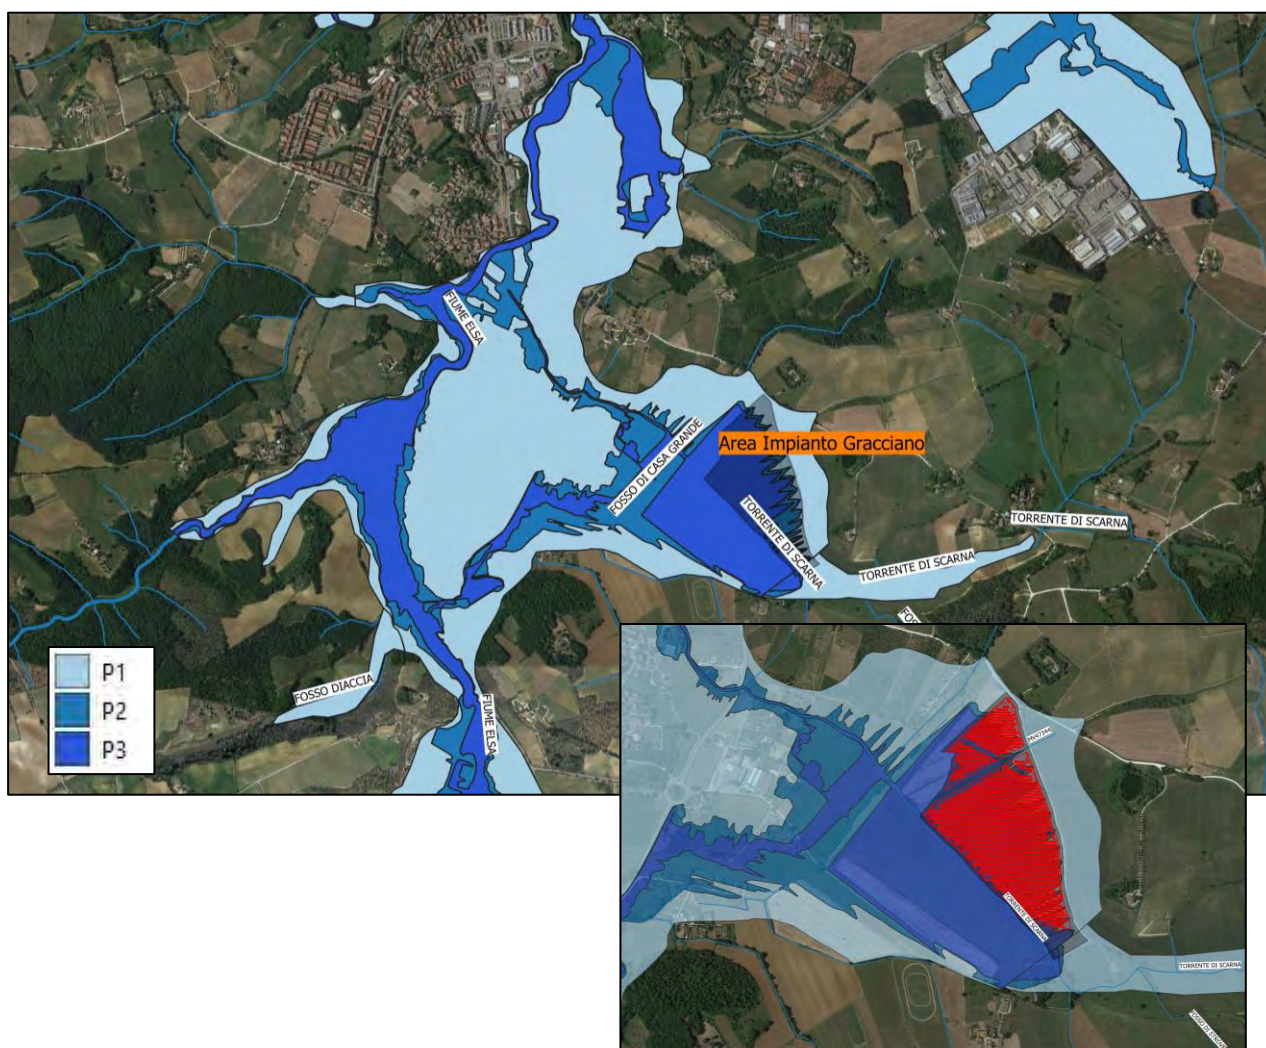 FIUME ELSA
Area Impianto Gracciano
FOSSO DI CASA GRANDE
TORRENTE DI SCARNA
TORRENTE DI SCARNA
TORRENTE DI SCARNA
P1
P2
P3
FOSSO DIACCIA
FIUME ELSA
TORRENTE DI SCARNA
TORRENTE DI SCARNA